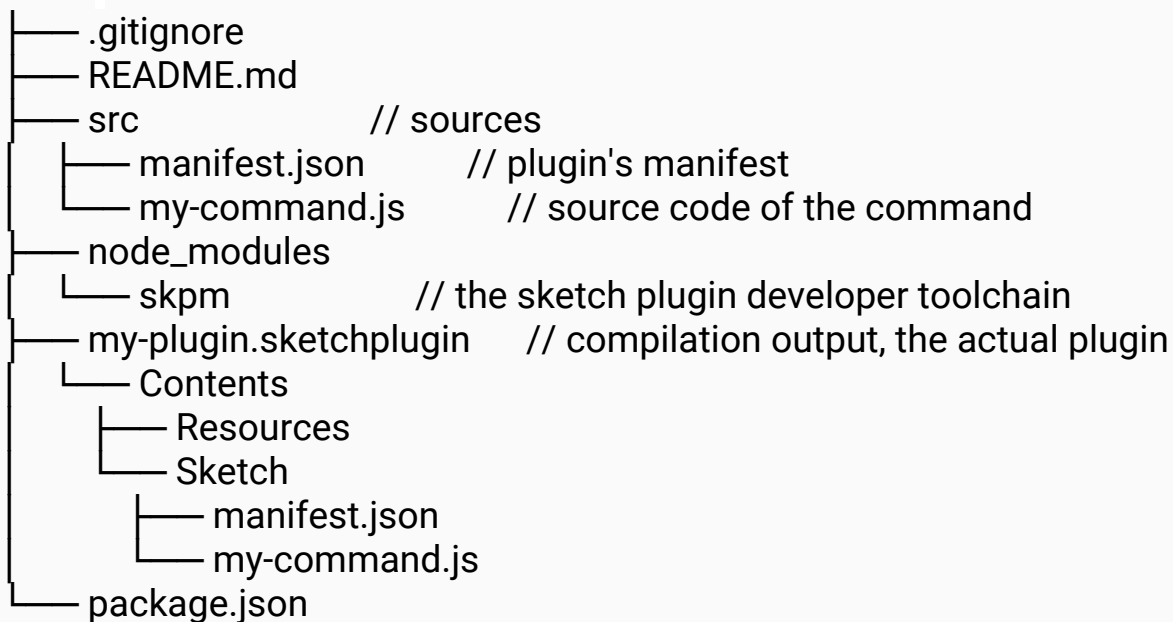 ├── .gitignore
├── README.md
├── src // sources
│ ├── manifest.json // plugin's manifest
│ └── my-command.js // source code of the command
├── node_modules
│ └── skpm // the sketch plugin developer toolchain
├── my-plugin.sketchplugin // compilation output, the actual plugin
│ └── Contents
│ ├── Resources
│ └── Sketch
│ ├── manifest.json
│ └── my-command.js
└── package.json